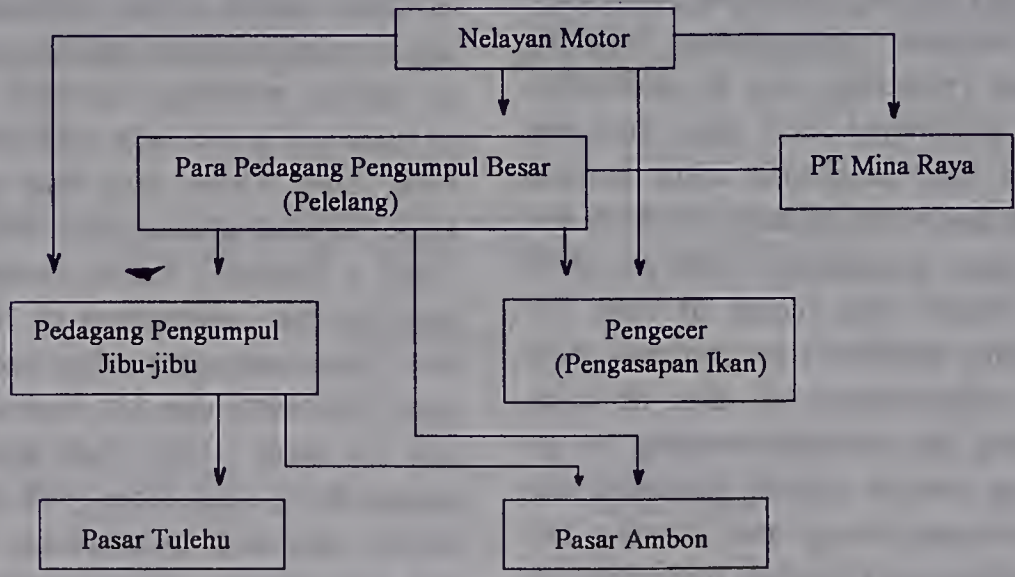 Nelayan Motor
Para Pedagang Pengumpul Besar
(Pelelang)
PT Mina Raya
Pedagang Pengumpul
Jibu-jibu
Pengecer
(Pengasapan Ikan)
Pasar Tulehu
Pasar Ambon